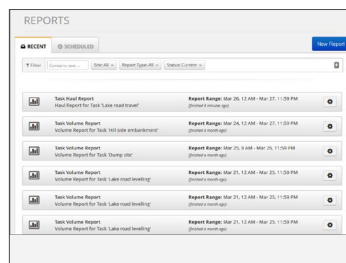 REPORTS
RECENT
SCHEDULED
New Report
Filter
Site: All
Report Type: All
Status: Current
Task Haul Report
Report Range: Mar 26, 12 AM - Mar 27, 11:59 PM
Haul Report for Task 'Lake road travel'
Task Volume Report
Report Range: Mar 24, 12 AM - Mar 27, 11:59 PM
Volume Report for Task 'Hill side embankment'
(finished a month ago)
Task Volume Report
Report Range: Mar 25, 6 AM - Mar 25, 11:59 PM
Volume Report for Task 'Dump site'
(finished a month ago)
Task Volume Report
Report Range: Mar 21, 12 AM - Mar 25, 11:59 PM
Volume Report for Task 'Lake road levelling'
(finished a month ago)
Task Volume Report
Report Range: Mar 21, 12 AM - Mar 25, 11:59 PM
Volume Report for Task 'Lake road levelling'
(finished a month ago)
Task Volume Report
Report Range: Mar 21, 12 AM - Mar 23, 11:59 PM
Volume Report for Task 'Lake road levelling'
(finished a month ago)